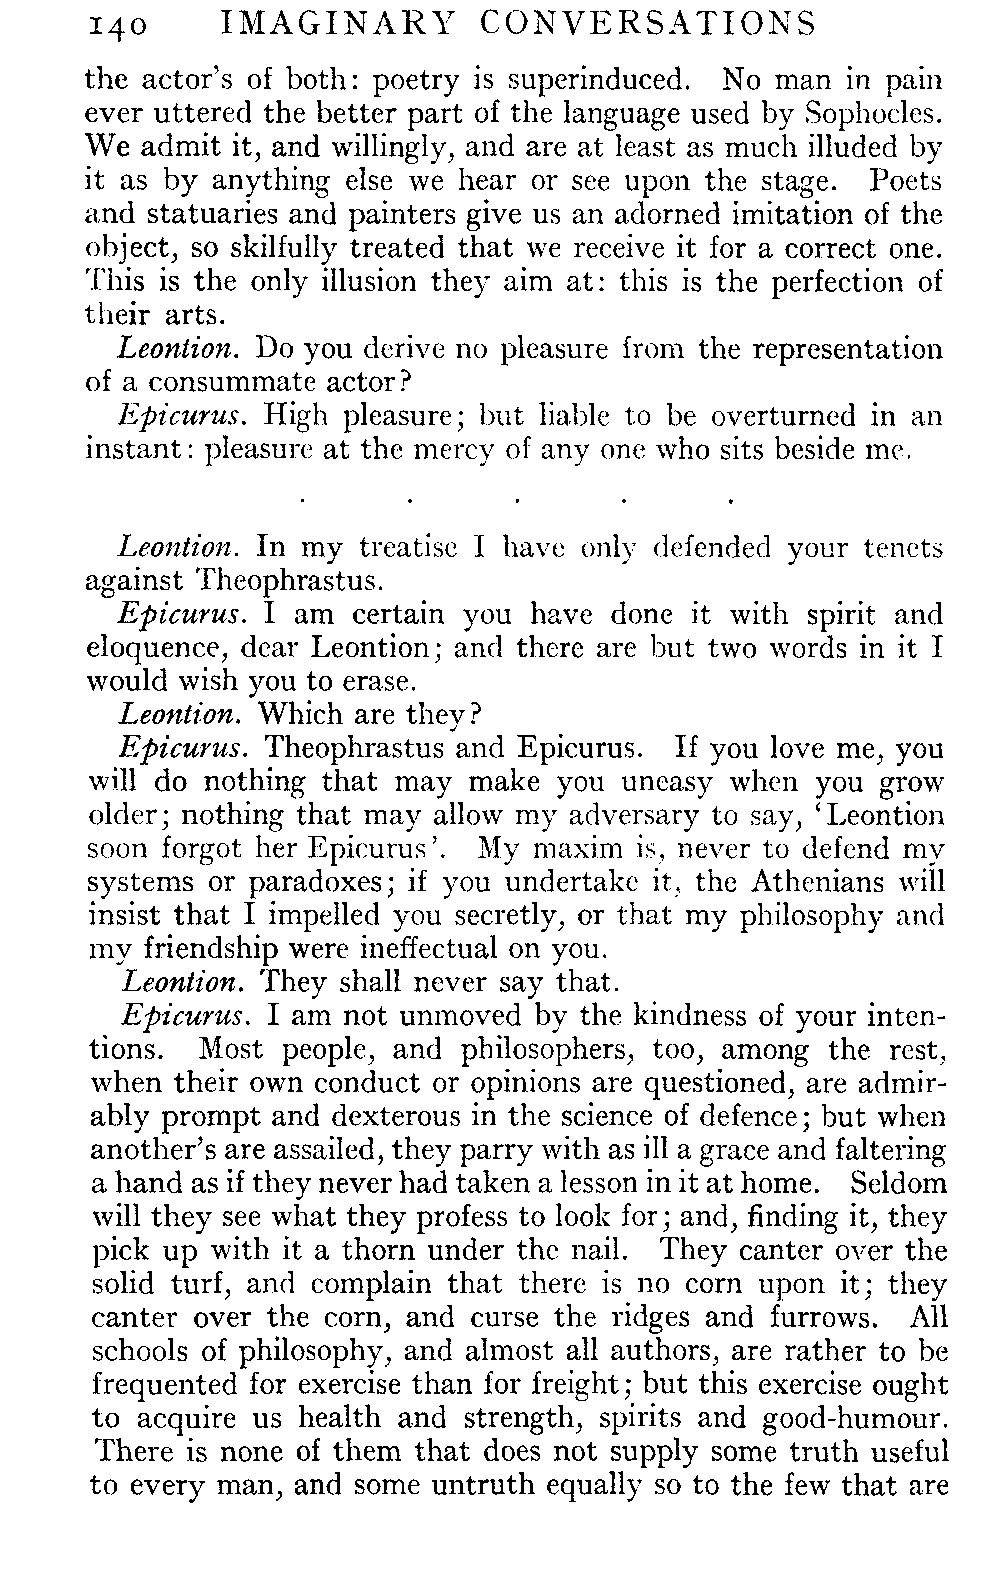 140 IMAGINARY CONVERSATIONS
the actor's of both: poetry is superinduced. No man in pain
ever uttered the better part of the language used by Sophocles.
We admit it, and willingly, and are at least as much illuded by
it as by anything else we hear or see upon the stage. Poets
and statuaries and painters give us an adorned imitation of the
object, so skilfully treated that we receive it for a correct one.
This is the only illusion they aim at: this is the perfection of
their arts.
Leontion. Do you derive no pleasure from the representation
of a consummate actor?
Epicurus. High pleasure; but liable to be overturned in an
instant: pleasure at the mercy of any one who sits beside me.
. . . . .
Leontion. In my treatise I have only defended your tenets
against Theophrastus.
Epicurus. I am certain you have done it with spirit and
eloquence, dear Leontion; and there are but two words in it I
would wish you to erase.
Leontion. Which are they?
Epicurus. Theophrastus and Epicurus. If you love me, you
will do nothing that may make you uneasy when you grow
older; nothing that may allow my adversary to say, 'Leontion
soon forgot her Epicurus'. My maxim is, never to defend my
systems or paradoxes; if you undertake it, the Athenians will
insist that I impelled you secretly, or that my philosophy and
my friendship were ineffectual on you.
Leontion. They shall never say that.
Epicurus. I am not unmoved by the kindness of your inten-
tions. Most people, and philosophers, too, among the rest,
when their own conduct or opinions are questioned, are admir-
ably prompt and dexterous in the science of defence; but when
another's are assailed, they parry with as ill a grace and faltering
a hand as if they never had taken a lesson in it at home. Seldom
will they see what they profess to look for; and, finding it, they
pick up with it a thorn under the nail. They canter over the
solid turf, and complain that there is no corn upon it; they
canter over the corn, and curse the ridges and furrows. All
schools of philosophy, and almost all authors, are rather to be
frequented for exercise than for freight; but this exercise ought
to acquire us health and strength, spirits and good-humour.
There is none of them that does not supply some truth useful
to every man, and some untruth equally so to the few that are